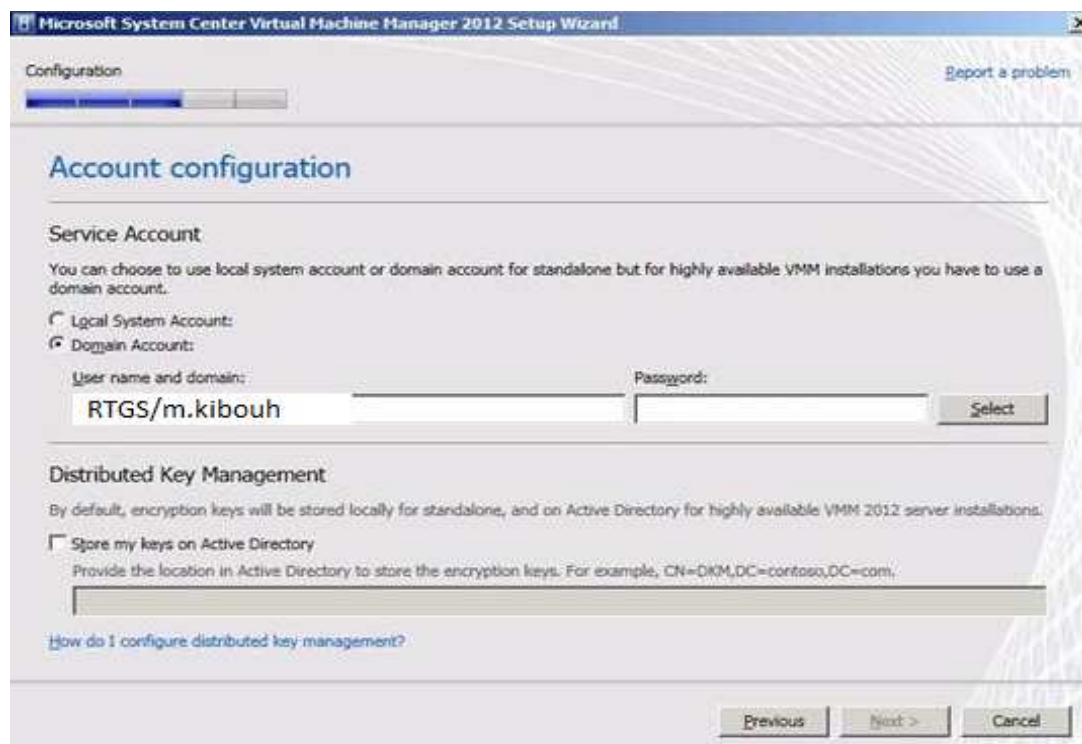 Microsoft System Center Virtual Machine Manager 2012 Setup Wizard
Configuration
Report a problem
Account configuration
Service Account
You can choose to use local system account or domain account for standalone but for highly available VMM installations you have to use a
domain account.
Local System Account:
Domain Account:
User name and domain:
Password:
RTGS/m.kibouh
Select
Distributed Key Management
By default, encryption keys will be stored locally for standalone, and on Active Directory for highly available VMM 2012 server installations.
Store my keys on Active Directory
Provide the location in Active Directory to store the encryption keys. For example, CN=DKM,DC=contoso,DC=com.
How do I configure distributed key management?
Previous
Next >
Cancel